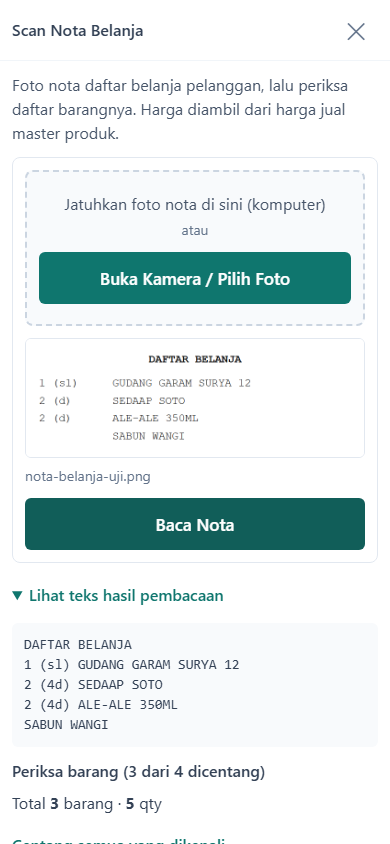 Scan Nota Belanja
Foto nota daftar belanja pelanggan, lalu periksa
daftar barangnya. Harga diambil dari harga jual
master produk.
Jatuhkan foto nota di sini (komputer)
atau
Buka Kamera / Pilih Foto
DAFTAR BELANJA
1 (sl) GUDANG GARAM SURYA 12
2 (d) SEDAAP SOTO
2 (d) ALE-ALE 350ML
SABUN WANGI
nota-belanja-uji.png
Baca Nota
▼ Lihat teks hasil pembacaan
DAFTAR BELANJA
1 (sl) GUDANG GARAM SURYA 12
2 (4d) SEDAAP SOTO
2 (4d) ALE-ALE 350ML
SABUN WANGI
Periksa barang (3 dari 4 dicentang)
Total 3 barang · 5 qty
Centang semua yang dikenali